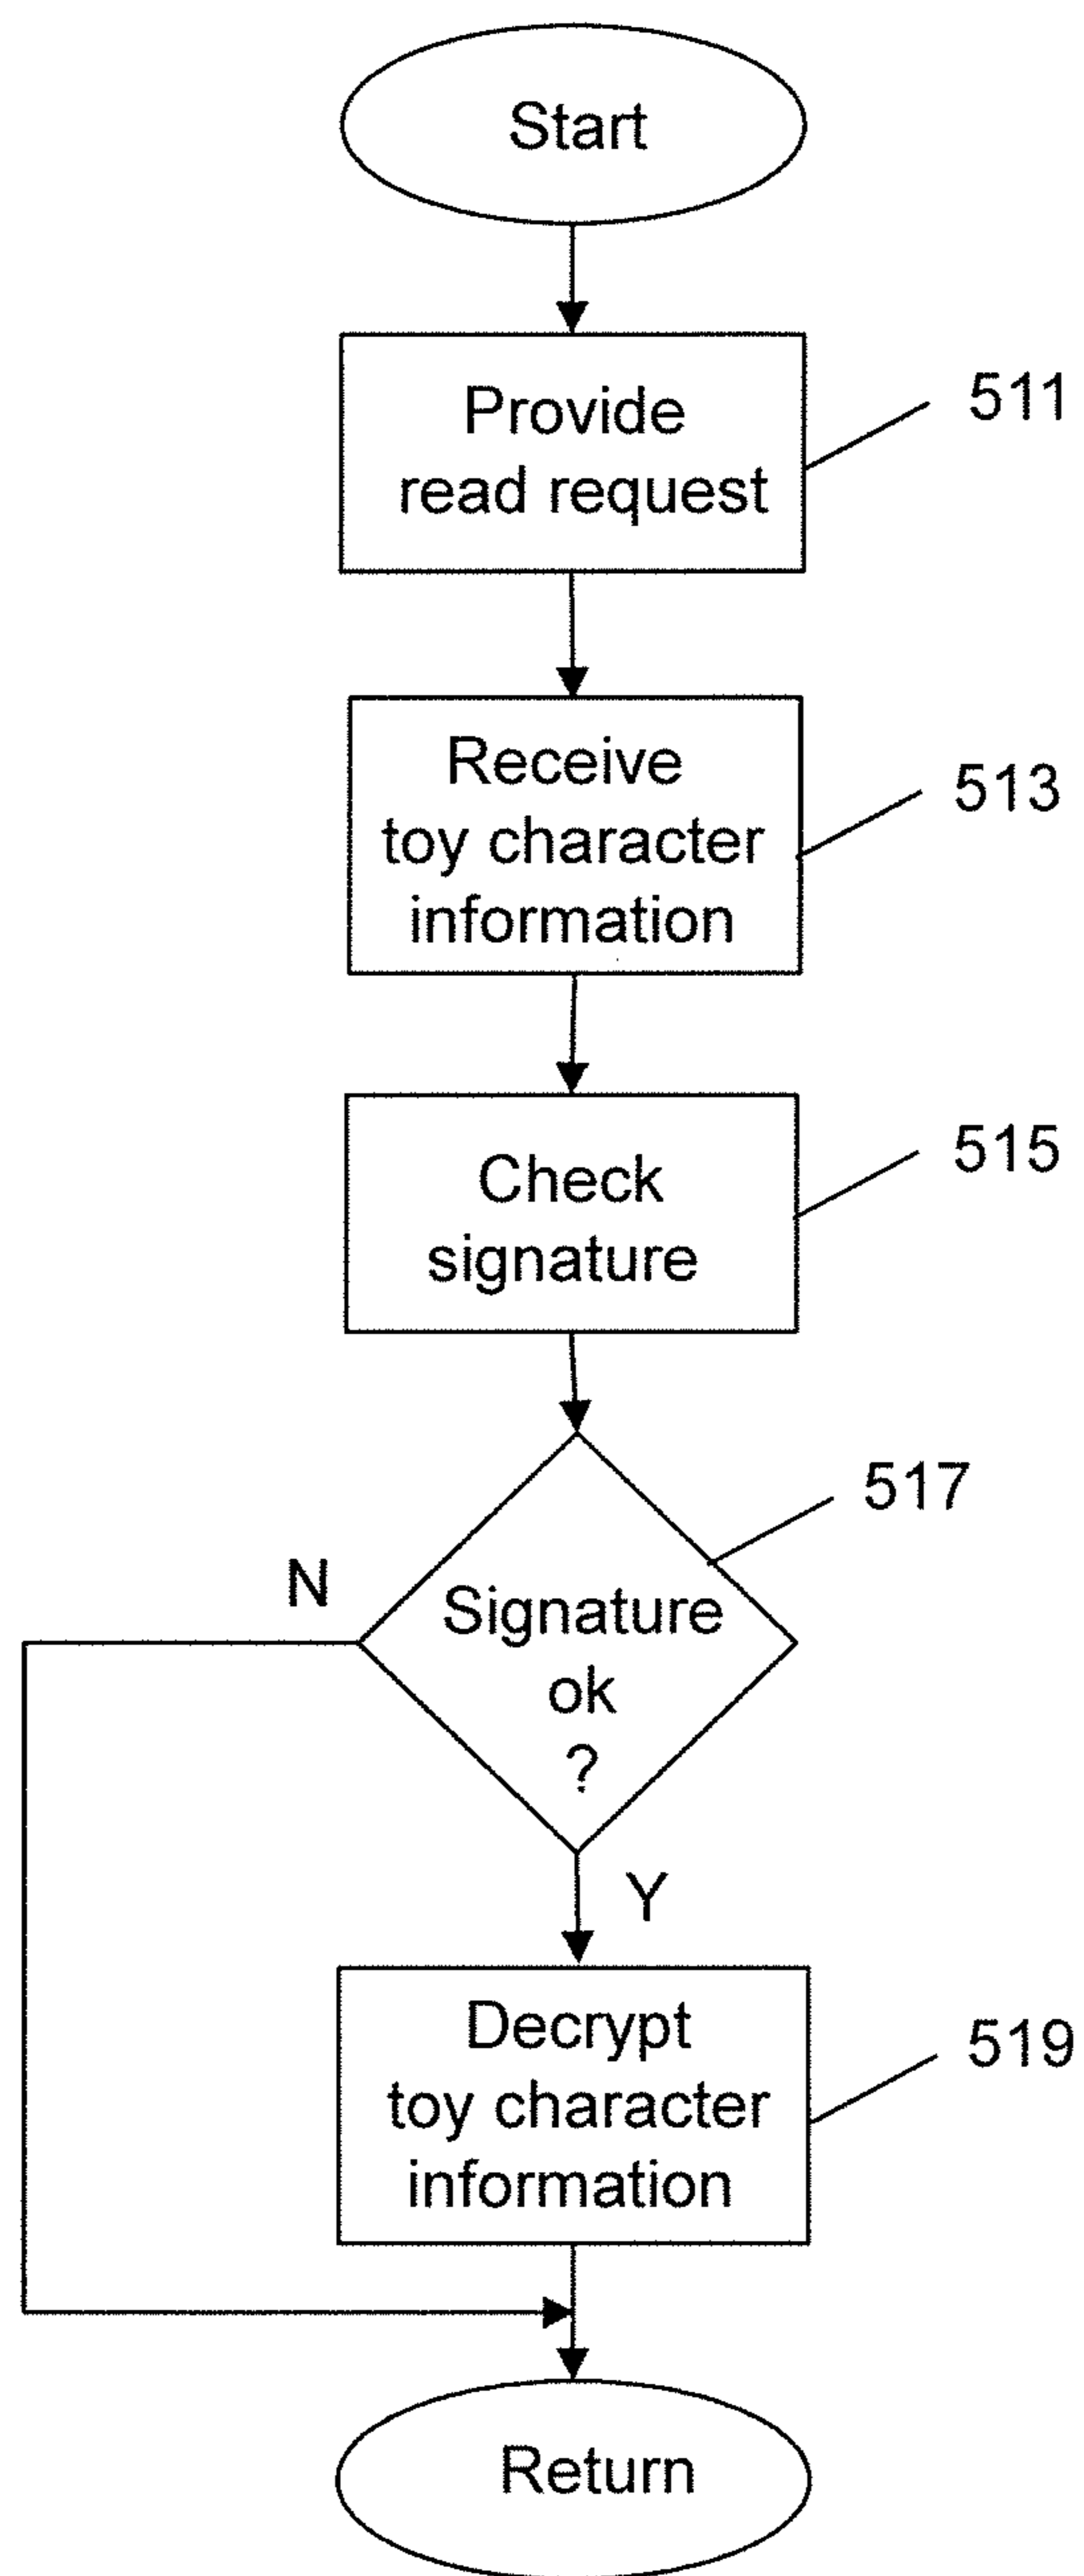 Start
Provide
read request
511
Receive
toy character
information
513
Check
signature
515
Signature
ok
?
517
N
Y
Decrypt
toy character
information
519
Return